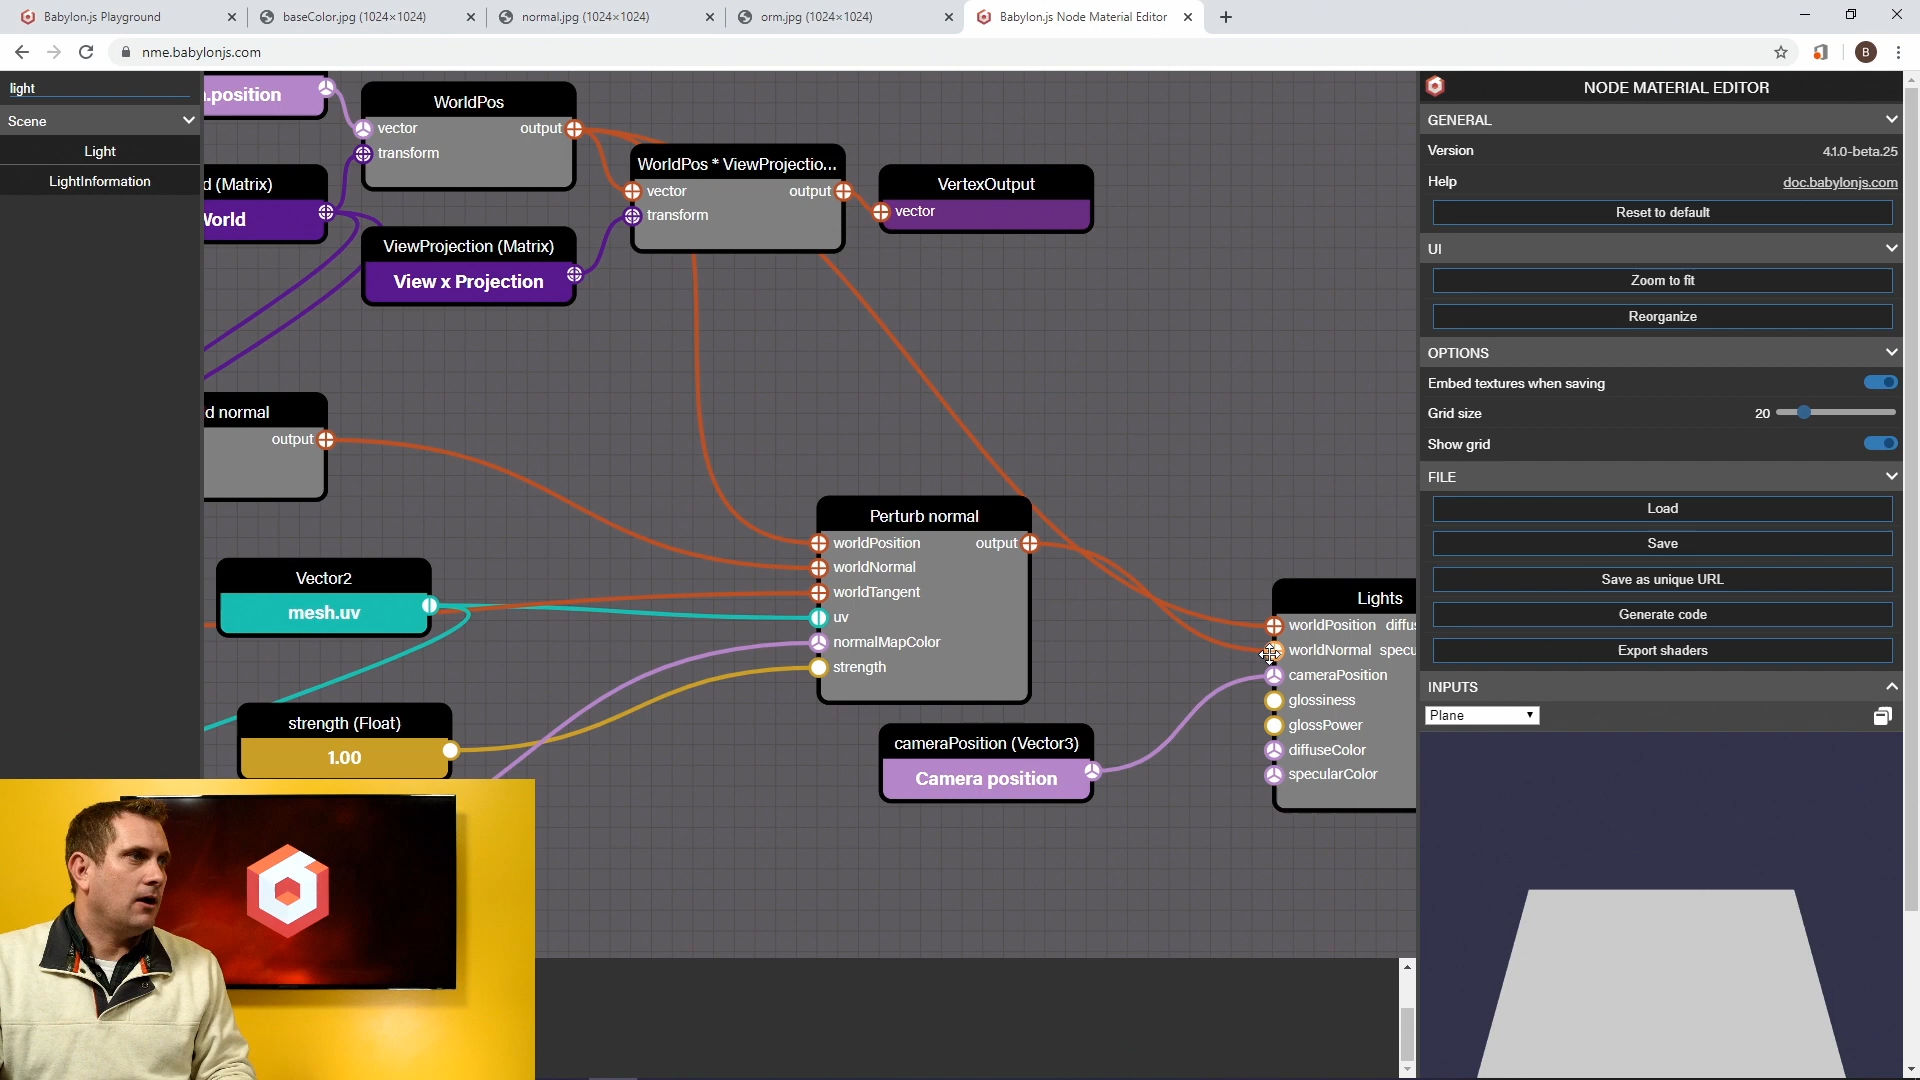 Babylon.js Playground
baseColor.jpg (1024×1024)
normal.jpg (1024×1024)
orm.jpg (1024×1024)
Babylon.js Node Material Editor
nme.babylonjs.com
B
light
Scene
Light
LightInformation
.position
WorldPos
vector
output
transform
d (Matrix)
World
ViewProjection (Matrix)
View x Projection
WorldPos * ViewProjectio...
vector
output
transform
VertexOutput
vector
d normal
output
Vector2
mesh.uv
strength (Float)
1.00
Perturb normal
worldPosition
output
worldNormal
worldTangent
uv
normalMapColor
strength
cameraPosition (Vector3)
Camera position
Lights
worldPosition diffus
worldNormal specu
cameraPosition
glossiness
glossPower
diffuseColor
specularColor
NODE MATERIAL EDITOR
GENERAL
Version
4.1.0-beta.25
Help
doc.babylonjs.com
Reset to default
UI
Zoom to fit
Reorganize
OPTIONS
Embed textures when saving
Grid size
20
Show grid
FILE
Load
Save
Save as unique URL
Generate code
Export shaders
INPUTS
Plane